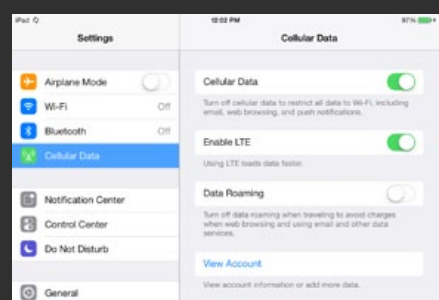 iPad
12:02 PM
97%
Settings
Cellular Data
Airplane Mode
Wi-Fi
Off
Bluetooth
Off
Cellular Data
Notification Center
Control Center
Do Not Disturb
General
Cellular Data
Turn off cellular data to restrict all data to Wi-Fi, including
email, web browsing, and push notifications.
Enable LTE
Using LTE loads data faster.
Data Roaming
Turn off data roaming when traveling to avoid charges
when web browsing and using email and other data
services.
View Account
View account information or add more data.